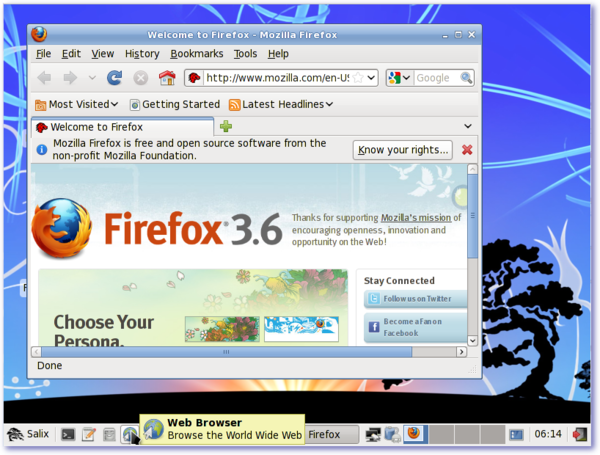 Welcome to Firefox - Mozilla Firefox
File Edit View History Bookmarks Tools Help
http://www.mozilla.com/en-US Google
Most Visited Getting Started Latest Headlines
Welcome to Firefox
Mozilla Firefox is free and open source software from the
non-profit Mozilla Foundation.
Know your rights...
Firefox® 3.6
Thanks for supporting Mozilla's mission of
encouraging openness, innovation and
opportunity on the Web!
Choose Your
Persona.
Stay Connected
Follow us on Twitter
Become a Fan on
Facebook
Done
Web Browser
Browse the World Wide Web
Salix Firefox 06:14